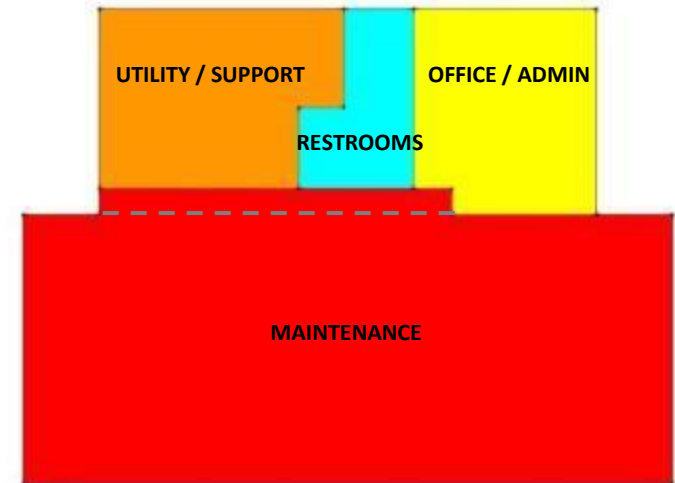 UTILITY / SUPPORT
OFFICE / ADMIN
RESTROOMS
MAINTENANCE